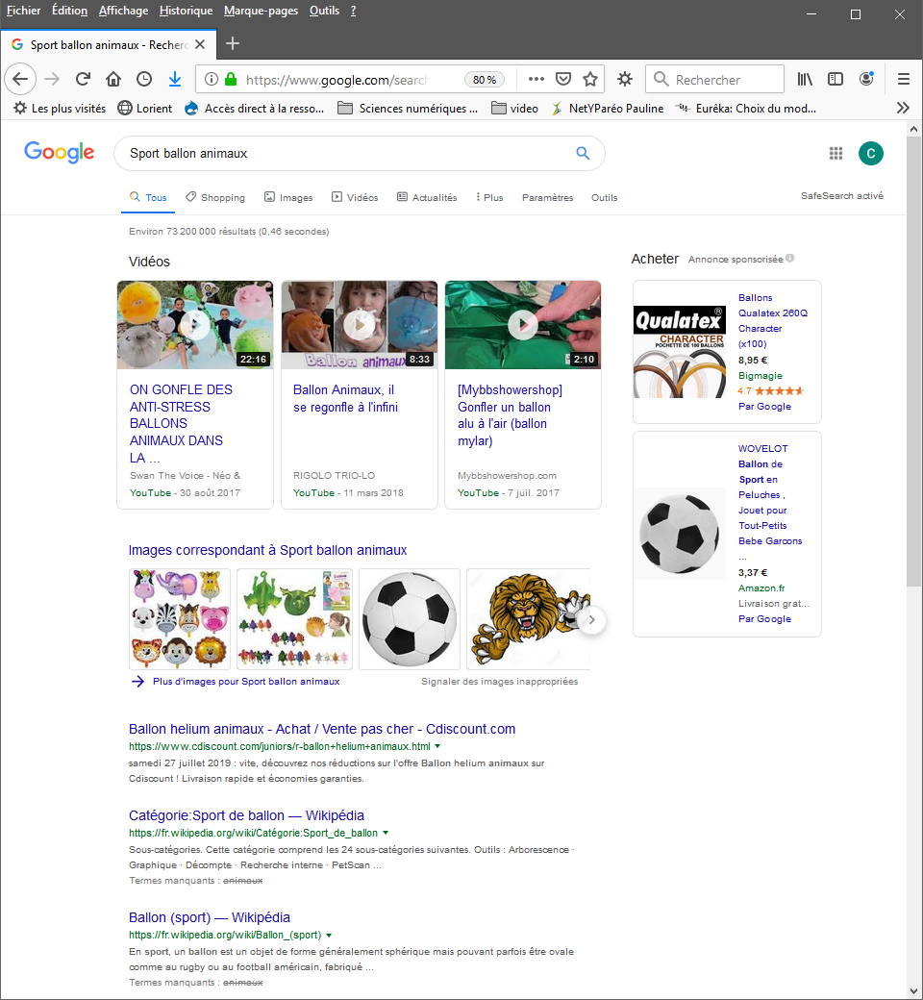 Fichier Édition Affichage Historique Marque-pages Outils ?
Sport ballon animaux - Recherc
https://www.google.com/search
80 %
Rechercher
Les plus visités Lorient Accès direct à la resso... Sciences numériques ... video NetYParéo Pauline Eurêka: Choix du mod...
Google
Sport ballon animaux
C
Tous Shopping Images Vidéos Actualités Plus Paramètres Outils
SafeSearch activé
Environ 73 200 000 résultats (0,46 secondes)
Vidéos
22:16
ON GONFLE DES
ANTI-STRESS
BALLONS
ANIMAUX DANS
LA ...
Swan The Voice - Néo &
YouTube - 30 août 2017
Ballon animaux
8:33
Ballon Animaux, il
se regonfle à l'infini
RIGOLO TRIO-LO
YouTube - 11 mars 2018
2:10
[Mybbshowershop]
Gonfler un ballon
alu à l'air (ballon
mylar)
Mybbshowershop.com
YouTube - 7 juil. 2017
Acheter Annonce sponsorisée
Qualatex
CHARACTER
POCHETTE DE 100 BALLONS
Ballons
Qualatex 260Q
Character
(x100)
8,95 €
Bigmagie
4.7
Par Google
WOVELOT
Ballon de
Sport en
Peluches ,
Jouet pour
Tout-Petits
Bebe Garcons
...
3,37 €
Amazon.fr
Livraison grat...
Par Google
Images correspondant à Sport ballon animaux
Plus d'images pour Sport ballon animaux
Signaler des images inappropriées
Ballon helium animaux - Achat / Vente pas cher - Cdiscount.com
https://www.cdiscount.com/juniors/r-ballon+helium+animaux.html
samedi 27 juillet 2019 : vite, découvrez nos réductions sur l'offre Ballon helium animaux sur
Cdiscount ! Livraison rapide et économies garanties.
Catégorie:Sport de ballon — Wikipédia
https://fr.wikipedia.org/wiki/Catégorie:Sport_de_ballon
Sous-catégories. Cette catégorie comprend les 24 sous-catégories suivantes. Outils : Arborescence ·
Graphique · Décompte · Recherche interne · PetScan ...
Termes manquants : animaux
Ballon (sport) — Wikipédia
https://fr.wikipedia.org/wiki/Ballon_(sport)
En sport, un ballon est un objet de forme généralement sphérique mais pouvant parfois être ovale
comme au rugby ou au football américain, fabriqué ...
Termes manquants : animaux